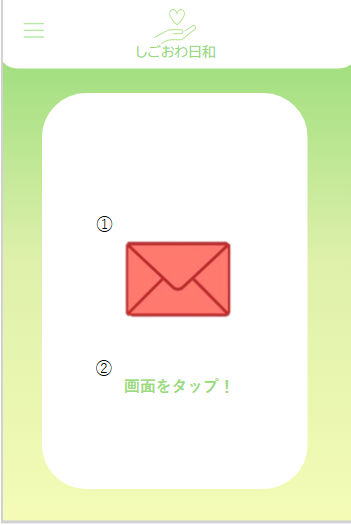 しごおわ日和
①
②
画面をタップ！